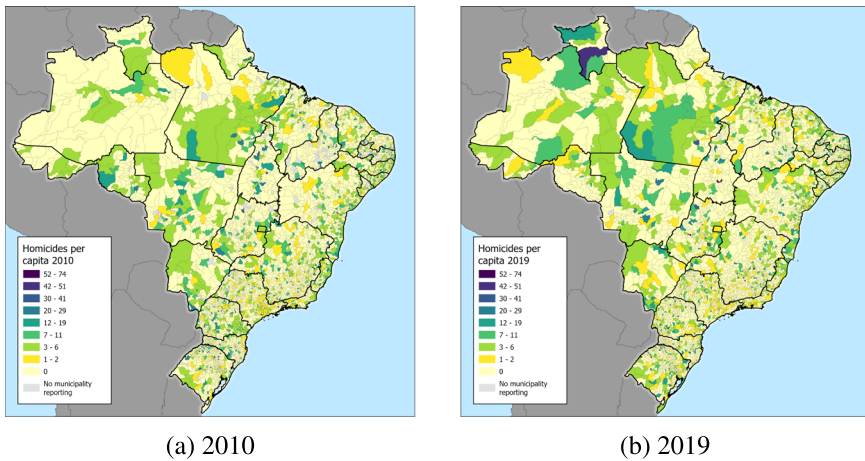 Homicides per
capita 2010
52 - 74
42 - 51
30 - 41
20 - 29
12 - 19
7 - 11
3 - 6
1 - 2
0
No municipality
reporting
Homicides per
capita 2019
52 - 74
42 - 51
30 - 41
20 - 29
12 - 19
7 - 11
3 - 6
1 - 2
0
No municipality
reporting
(a) 2010
(b) 2019